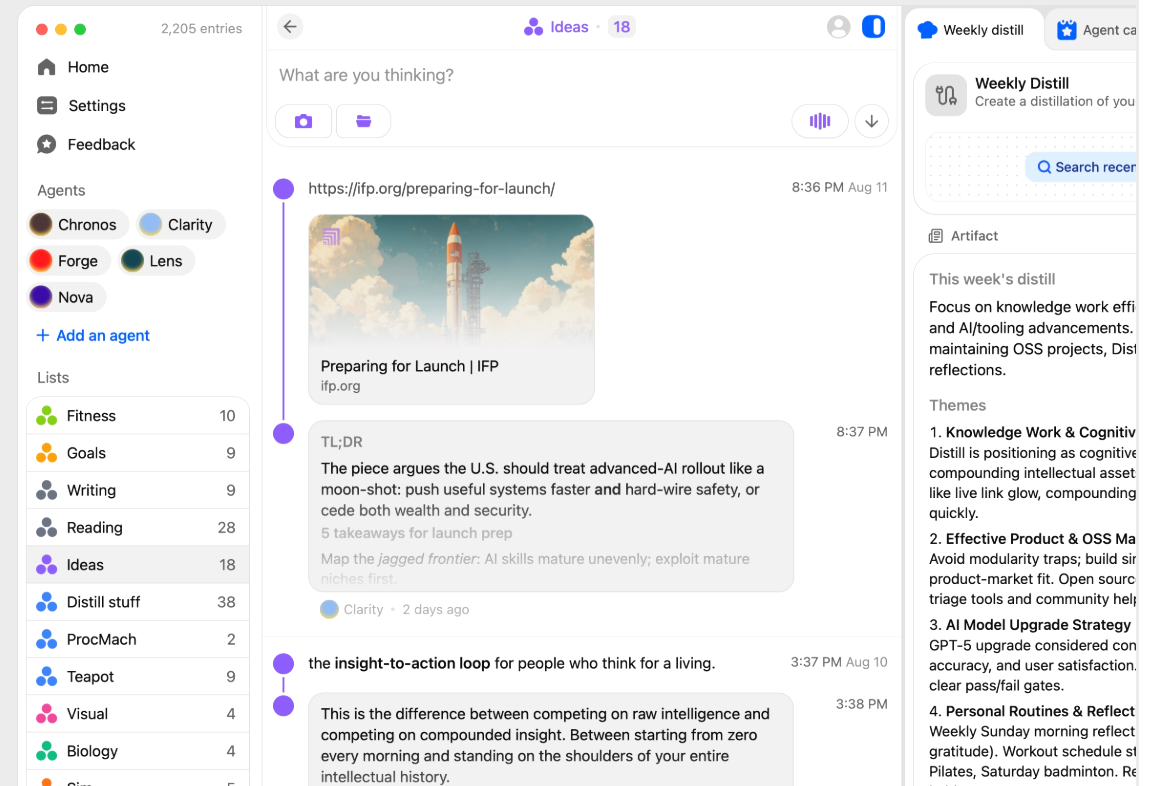 2,205 entries
Home
Settings
Feedback
Agents
Chronos
Clarity
Forge
Lens
Nova
+ Add an agent
Lists
Fitness 10
Goals 9
Writing 9
Reading 28
Ideas 18
Distill stuff 38
ProcMach 2
Teapot 9
Visual 4
Biology 4
Ideas · 18
What are you thinking?
https://ifp.org/preparing-for-launch/
8:36 PM Aug 11
Preparing for Launch | IFP
ifp.org
8:37 PM
TL;DR
The piece argues the U.S. should treat advanced-AI rollout like a
moon-shot: push useful systems faster and hard-wire safety, or
cede both wealth and security.
5 takeaways for launch prep
Map the jagged frontier: AI skills mature unevenly; exploit mature
niches first.
Clarity • 2 days ago
the insight-to-action loop for people who think for a living.
3:37 PM Aug 10
3:38 PM
This is the difference between competing on raw intelligence and
competing on compounded insight. Between starting from zero
every morning and standing on the shoulders of your entire
intellectual history.
Weekly distill
Agent ca
Weekly Distill
Create a distillation of you
Search recen
Artifact
This week's distill
Focus on knowledge work effi
and AI/tooling advancements.
maintaining OSS projects, Dist
reflections.
Themes
1. Knowledge Work & Cognitiv
Distill is positioning as cognitive
compounding intellectual asset
like live link glow, compounding
quickly.
2. Effective Product & OSS Ma
Avoid modularity traps; build sin
product-market fit. Open sourc
triage tools and community help
3. AI Model Upgrade Strategy
GPT-5 upgrade considered con
accuracy, and user satisfaction.
clear pass/fail gates.
4. Personal Routines & Reflect
Weekly Sunday morning reflect
gratitude). Workout schedule st
Pilates, Saturday badminton. Re